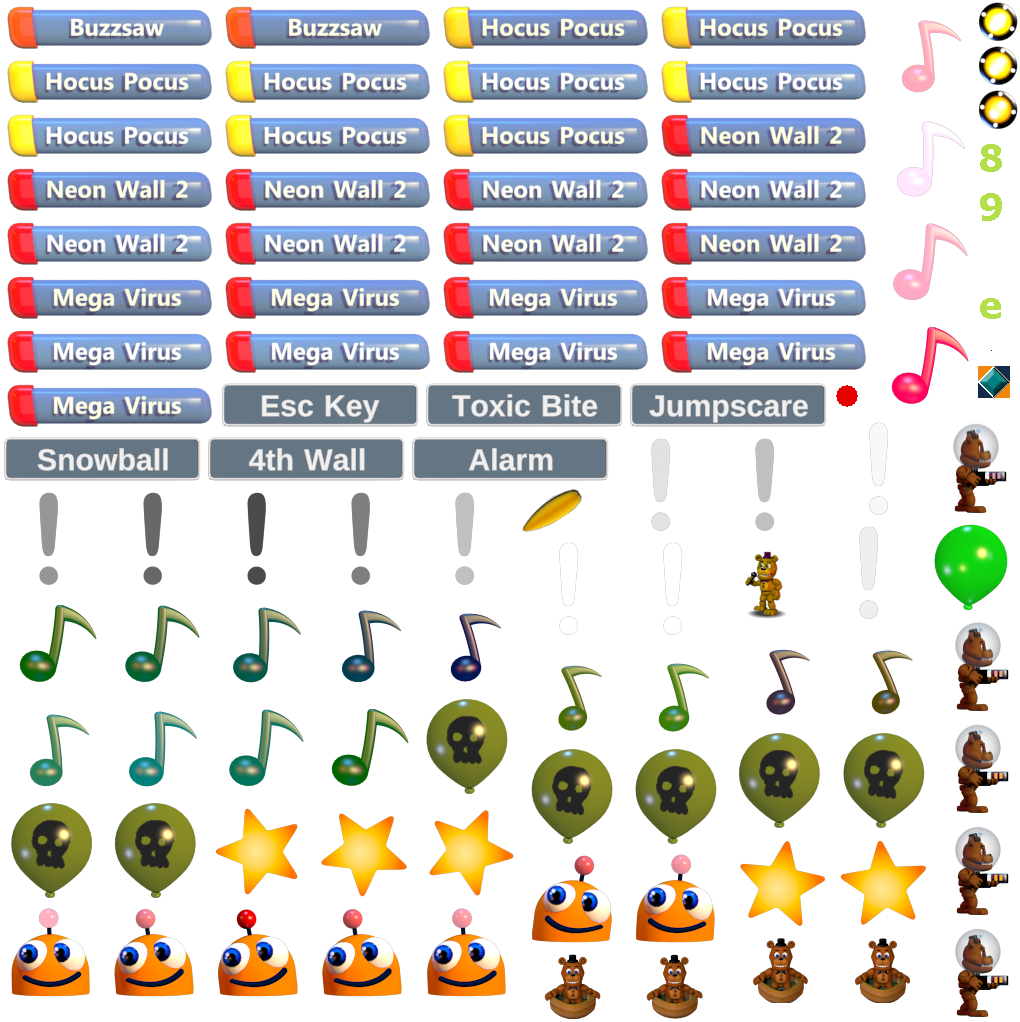 Buzzsaw Buzzsaw Hocus Pocus Hocus Pocus
Hocus Pocus Hocus Pocus Hocus Pocus Hocus Pocus
Hocus Pocus Hocus Pocus Hocus Pocus Neon Wall 2
8
Neon Wall 2 Neon Wall 2 Neon Wall 2 Neon Wall 2
9
Neon Wall 2 Neon Wall 2 Neon Wall 2 Neon Wall 2
Mega Virus Mega Virus Mega Virus Mega Virus
e
Mega Virus Mega Virus Mega Virus Mega Virus
Mega Virus Esc Key Toxic Bite Jumpscare
Snowball 4th Wall Alarm
! ! !
! ! ! ! !
! ! !